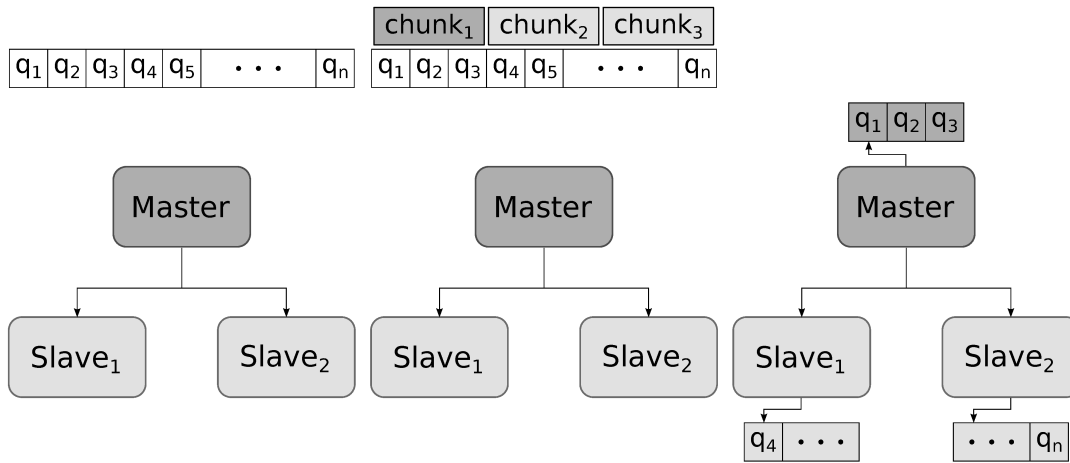 chunk₁ chunk₂ chunk₃
q₁ q₂ q₃ q₄ q₅ • • • qₙ
q₁ q₂ q₃ q₄ q₅ • • • qₙ
q₁ q₂ q₃
Master
Master
Master
Slave₁ Slave₂
Slave₁ Slave₂
Slave₁ Slave₂
q₄ • • •
• • • qₙ